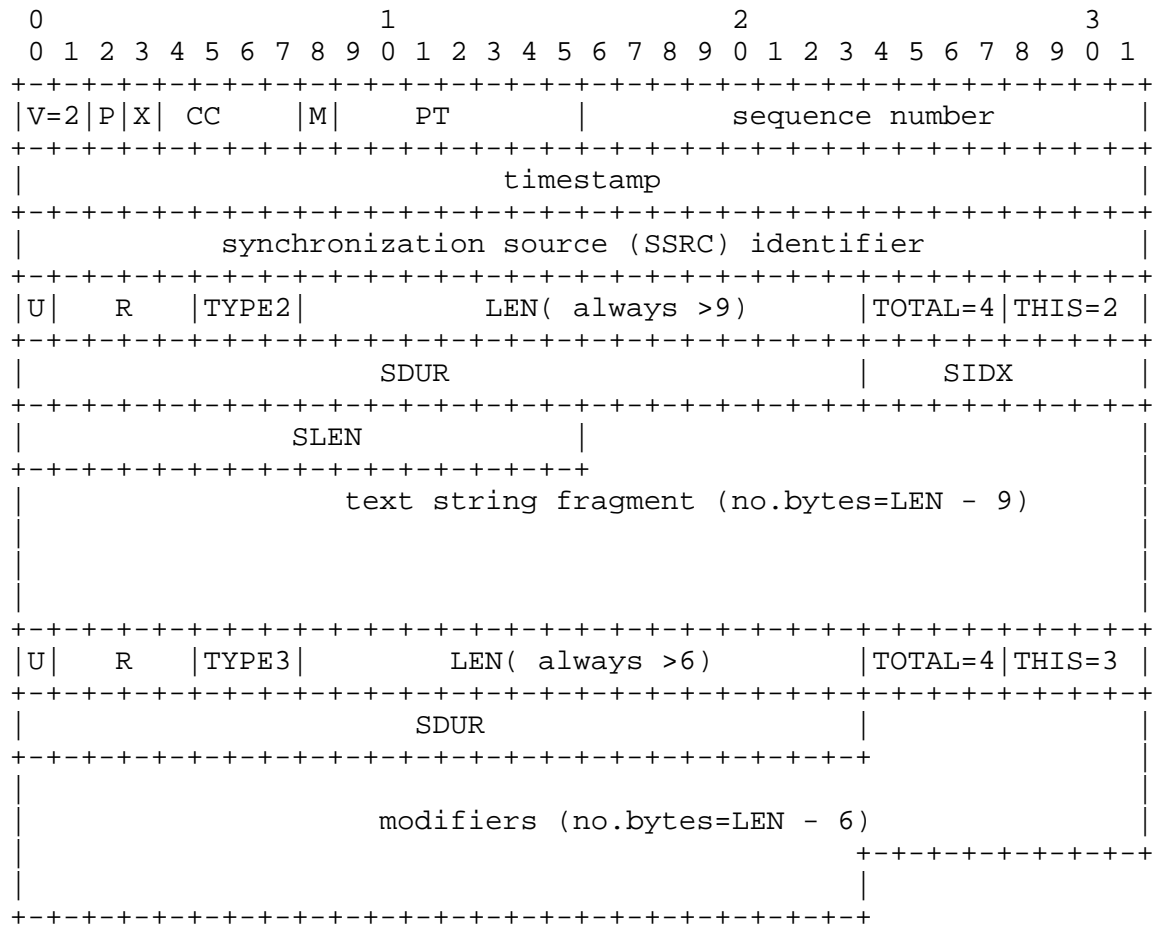 0                   1                   2                   3
 0 1 2 3 4 5 6 7 8 9 0 1 2 3 4 5 6 7 8 9 0 1 2 3 4 5 6 7 8 9 0 1
+-+-+-+-+-+-+-+-+-+-+-+-+-+-+-+-+-+-+-+-+-+-+-+-+-+-+-+-+-+-+-+-+
|V=2|P|X| CC    |M|    PT       |        sequence number        |
+-+-+-+-+-+-+-+-+-+-+-+-+-+-+-+-+-+-+-+-+-+-+-+-+-+-+-+-+-+-+-+-+
|                           timestamp                           |
+-+-+-+-+-+-+-+-+-+-+-+-+-+-+-+-+-+-+-+-+-+-+-+-+-+-+-+-+-+-+-+-+
|           synchronization source (SSRC) identifier            |
+-+-+-+-+-+-+-+-+-+-+-+-+-+-+-+-+-+-+-+-+-+-+-+-+-+-+-+-+-+-+-+-+
|U|   R   |TYPE2|          LEN( always >9)      |TOTAL=4|THIS=2 |
+-+-+-+-+-+-+-+-+-+-+-+-+-+-+-+-+-+-+-+-+-+-+-+-+-+-+-+-+-+-+-+-+
|                    SDUR                       |    SIDX       |
+-+-+-+-+-+-+-+-+-+-+-+-+-+-+-+-+-+-+-+-+-+-+-+-+-+-+-+-+-+-+-+-+
|               SLEN            |                               |
+-+-+-+-+-+-+-+-+-+-+-+-+-+-+-+-+                               |
|                  text string fragment (no.bytes=LEN - 9)      |
|                                                               |
|                                                               |
|                                                               |
+-+-+-+-+-+-+-+-+-+-+-+-+-+-+-+-+-+-+-+-+-+-+-+-+-+-+-+-+-+-+-+-+
|U|   R   |TYPE3|        LEN( always >6)        |TOTAL=4|THIS=3 |
+-+-+-+-+-+-+-+-+-+-+-+-+-+-+-+-+-+-+-+-+-+-+-+-+-+-+-+-+-+-+-+-+
|                      SDUR                     |               |
+-+-+-+-+-+-+-+-+-+-+-+-+-+-+-+-+-+-+-+-+-+-+-+-+               |
|                                                               |
|                    modifiers (no.bytes=LEN - 6)               |
|                                               +-+-+-+-+-+-+-+-+
|                                               |
+-+-+-+-+-+-+-+-+-+-+-+-+-+-+-+-+-+-+-+-+-+-+-+-+